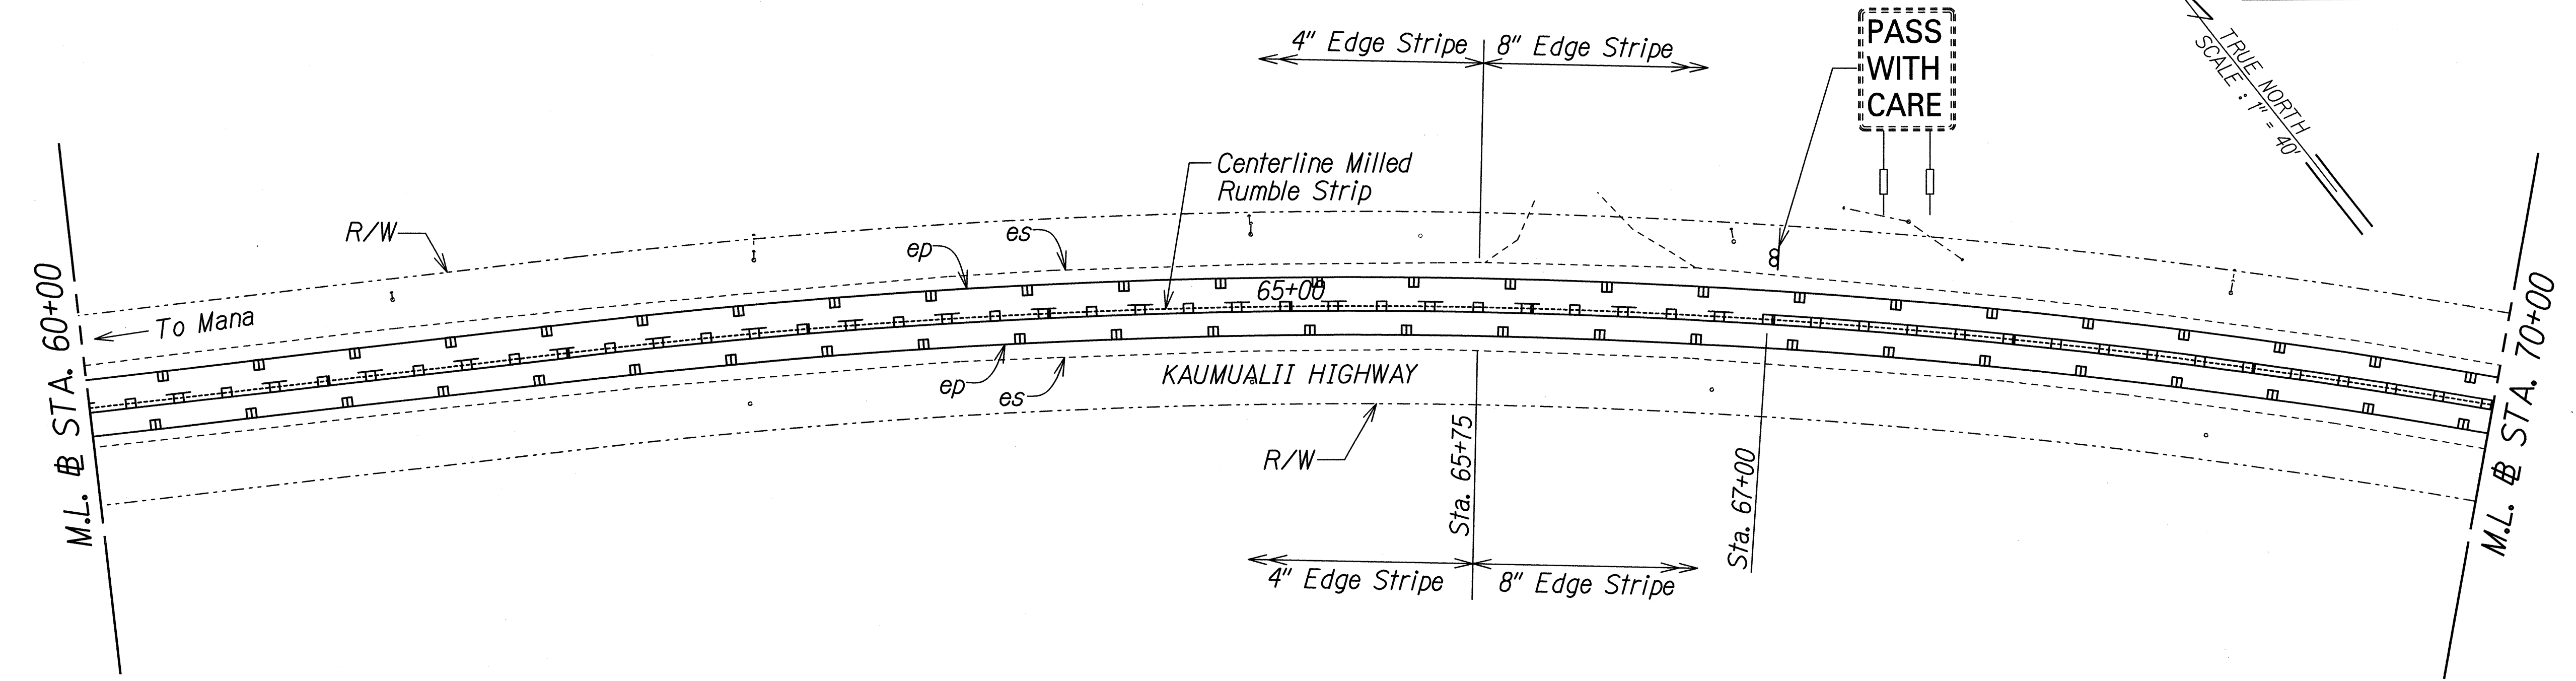 4" Edge Stripe
8" Edge Stripe
PASS
WITH
CARE
TRUE NORTH
SCALE : 1" = 40'
Centerline Milled
Rumble Strip
R/W
ep
es
M.L. BL STA. 60+00
To Mana
65+00
ep
es
KAUMUALII HIGHWAY
R/W
Sta. 65+75
Sta. 67+00
M.L. BL STA. 70+00
4" Edge Stripe
8" Edge Stripe